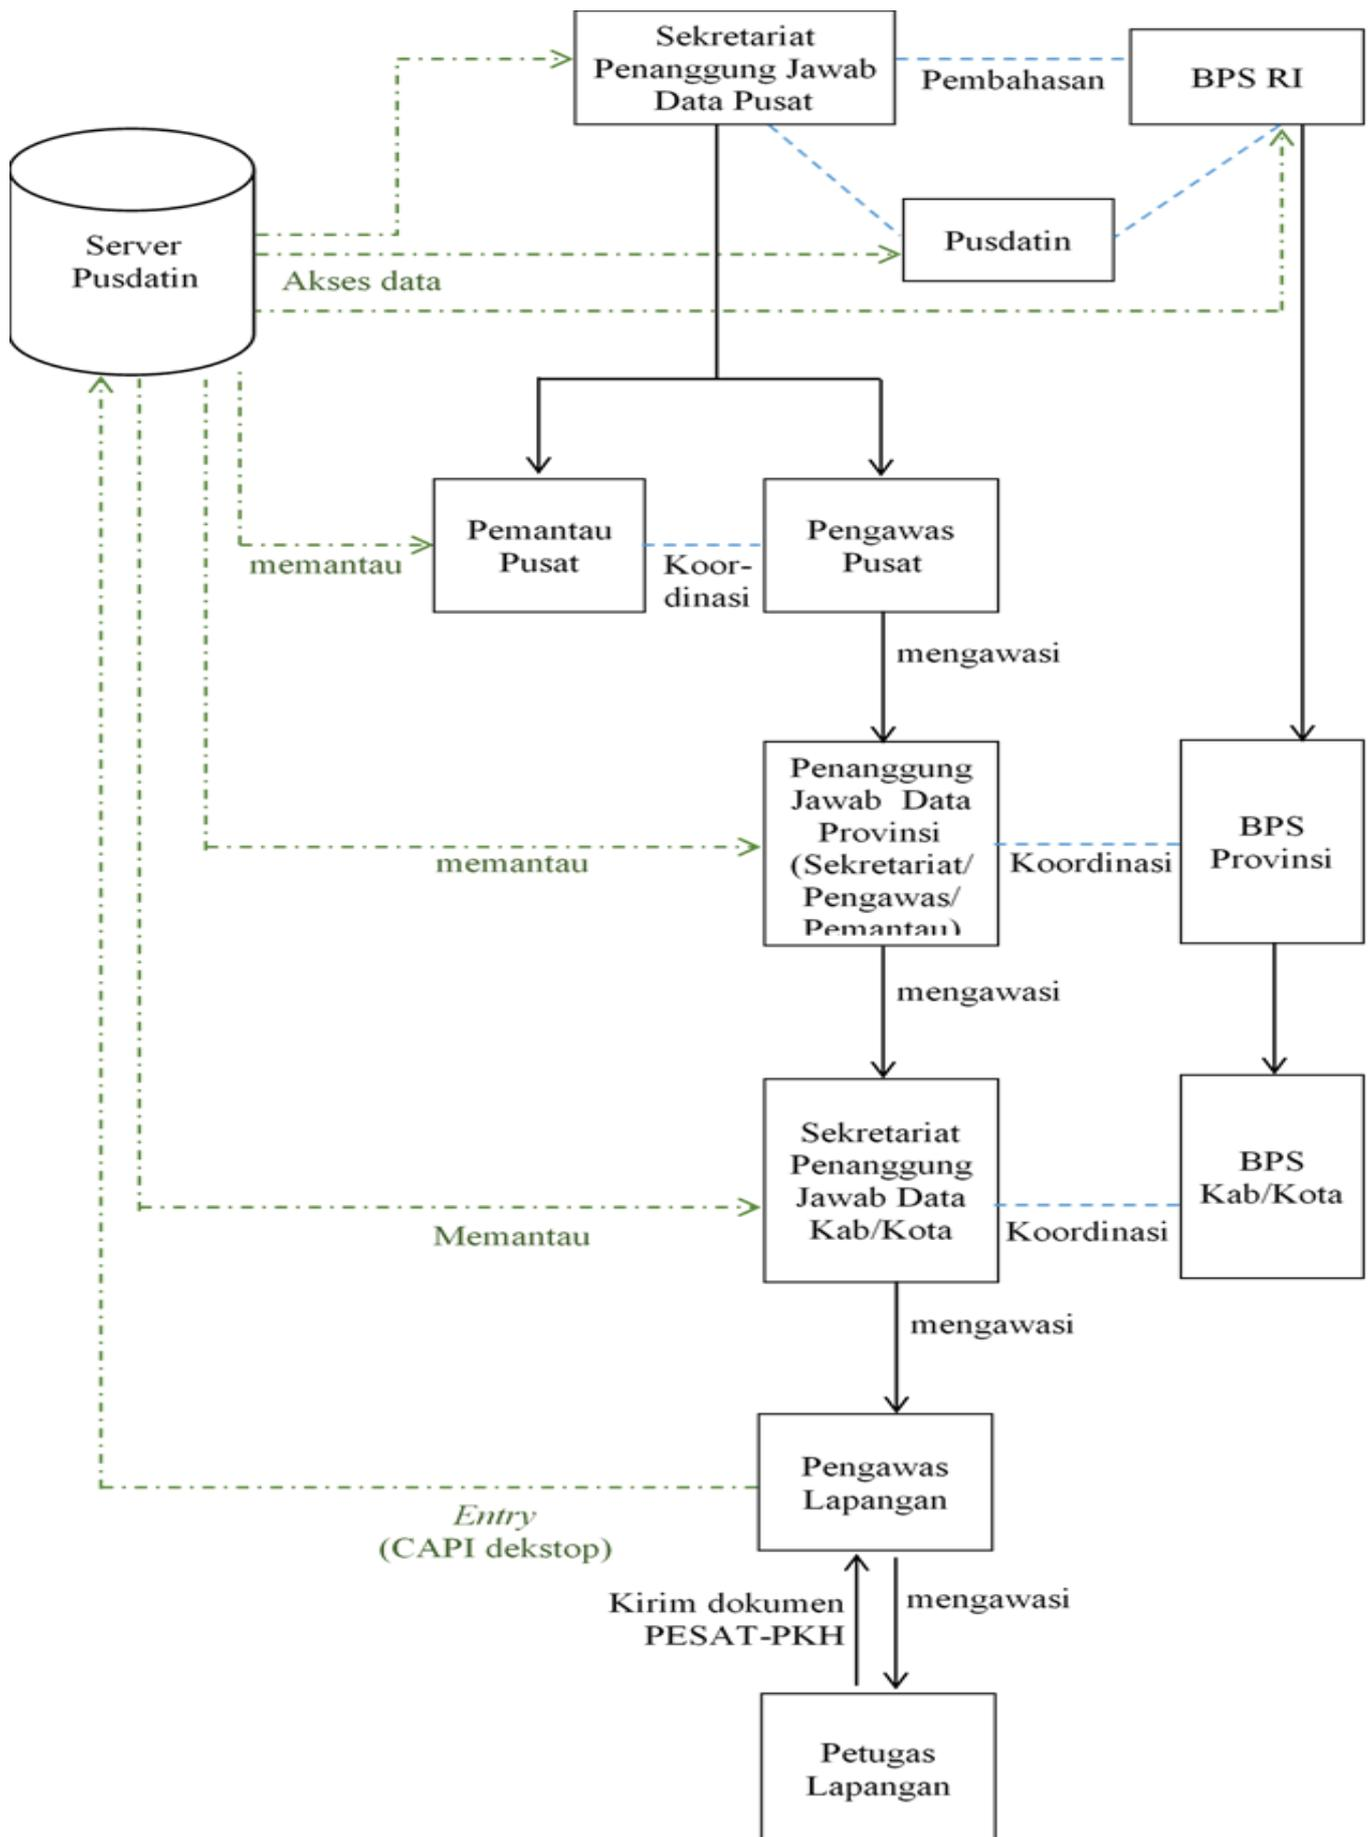 Sekretariat
Penanggung Jawab
Data Pusat
Pembahasan
BPS RI
Server
Pusdatin
Pusdatin
Akses data
Pemantau
Pusat
memantau
Koor-
dinasi
Pengawas
Pusat
mengawasi
Penanggung
Jawab Data
Provinsi
(Sekretariat/
Pengawas/
Pemantau)
memantau
Koordinasi
BPS
Provinsi
mengawasi
Sekretariat
Penanggung
Jawab Data
Kab/Kota
Memantau
Koordinasi
BPS
Kab/Kota
mengawasi
Pengawas
Lapangan
Entry
(CAPI dekstop)
Kirim dokumen
PESAT-PKH
mengawasi
Petugas
Lapangan